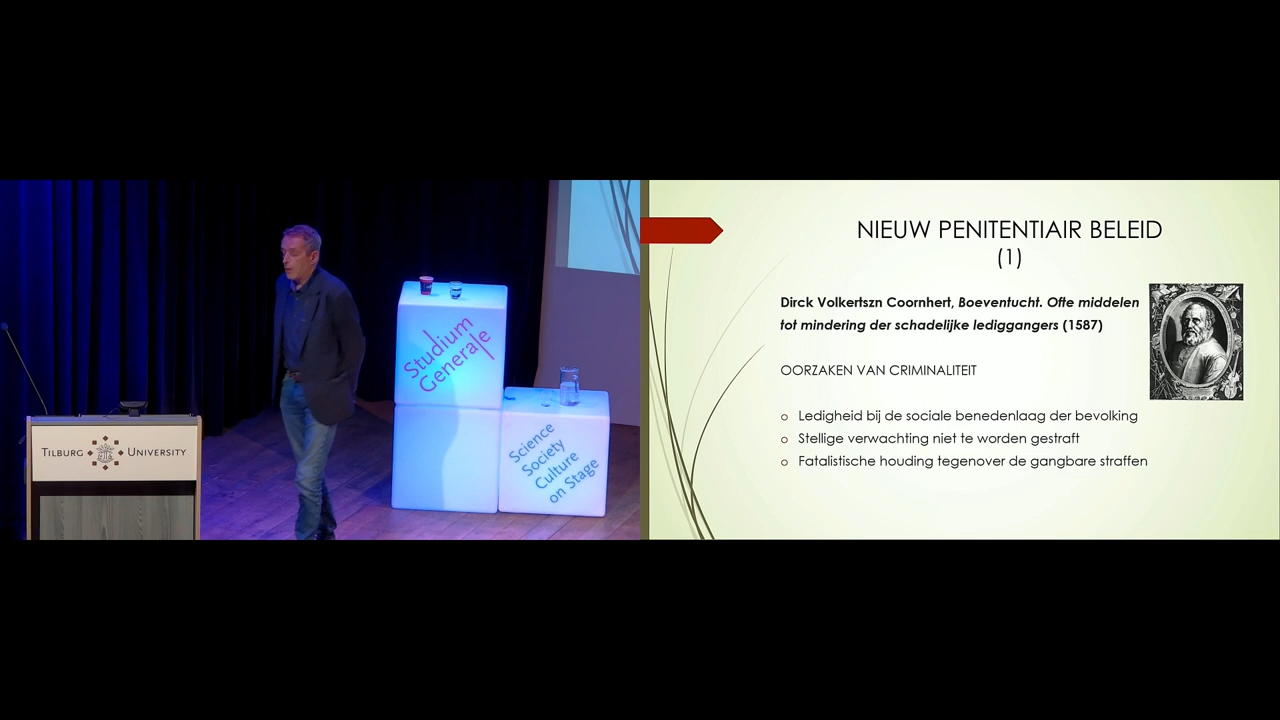 Studium
Generale
Science
Society
Culture
on Stage
TILBURG UNIVERSITY
NIEUW PENITENTIAIR BELEID
(1)
Dirck Volkertszn Coornhert, Boeventucht. Ofte middelen
tot mindering der schadelijke lediggangers (1587)
OORZAKEN VAN CRIMINALITEIT
o Ledigheid bij de sociale benedenlaag der bevolking
o Stellige verwachting niet te worden gestraft
o Fatalistische houding tegenover de gangbare straffen